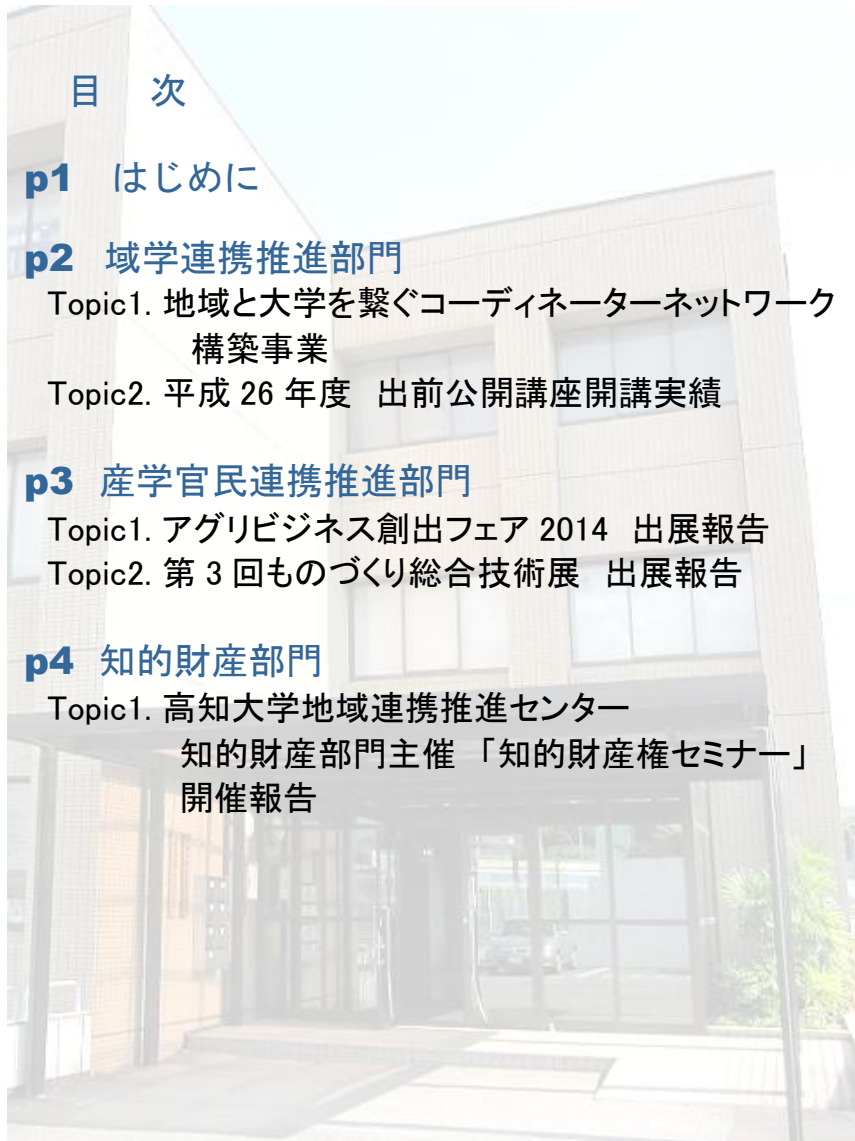 目　次
p1　はじめに
p2　域学連携推進部門
Topic1. 地域と大学を繋ぐコーディネーターネットワーク
構築事業
Topic2. 平成 26 年度　出前公開講座開講実績
p3　産学官民連携推進部門
Topic1. アグリビジネス創出フェア 2014　出展報告
Topic2. 第 3 回ものづくり総合技術展　出展報告
p4　知的財産部門
Topic1. 高知大学地域連携推進センター
知的財産部門主催　「知的財産権セミナー」
開催報告